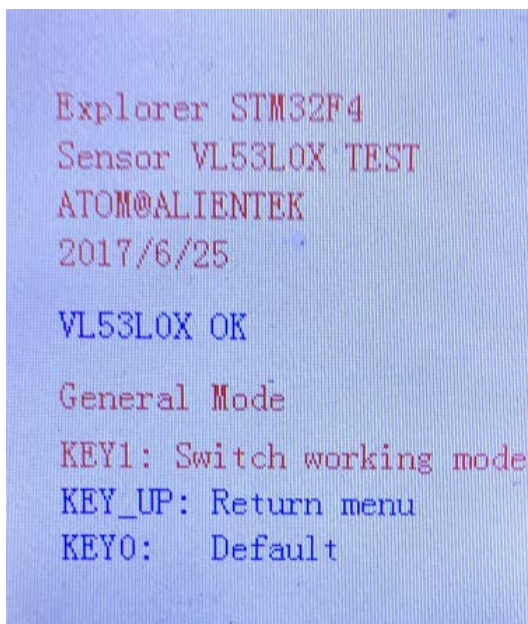 Explorer STM32F4
Sensor VL53L0X TEST
ATOM@ALIENTEK
2017/6/25
VL53L0X OK
General Mode
KEY1: Switch working mode
KEY_UP: Return menu
KEY0: Default